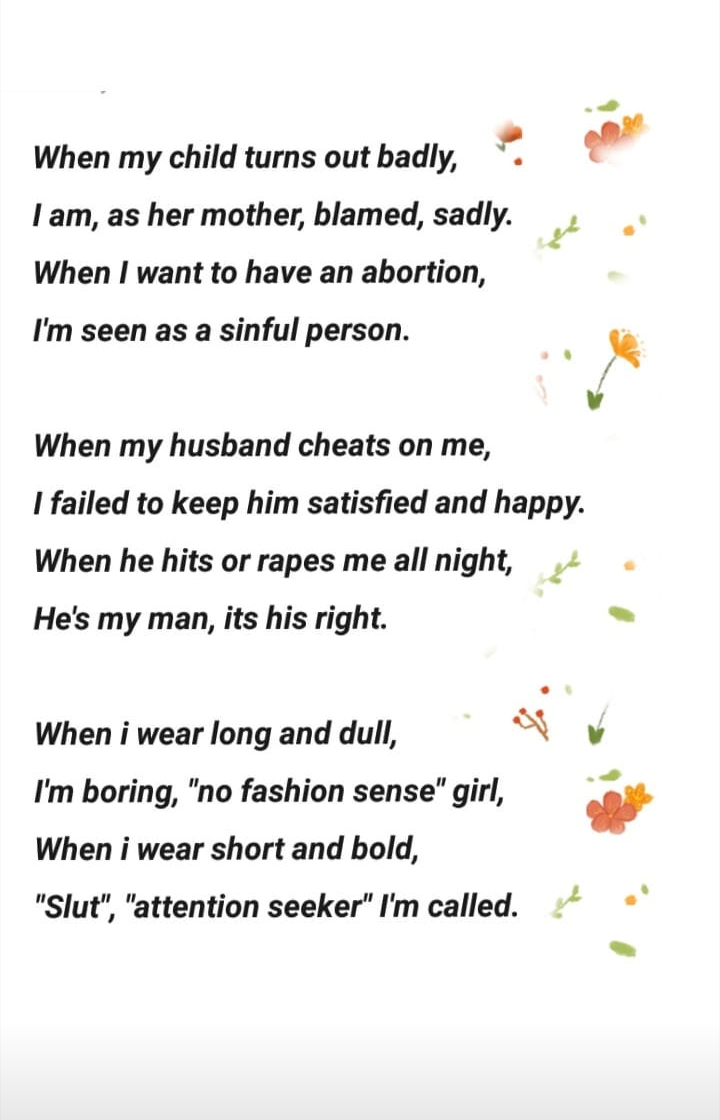 When my child turns out badly,
I am, as her mother, blamed, sadly.
When I want to have an abortion,
I'm seen as a sinful person.
When my husband cheats on me,
I failed to keep him satisfied and happy.
When he hits or rapes me all night,
He's my man, its his right.
When i wear long and dull,
I'm boring, "no fashion sense" girl,
When i wear short and bold,
"Slut", "attention seeker" I'm called.